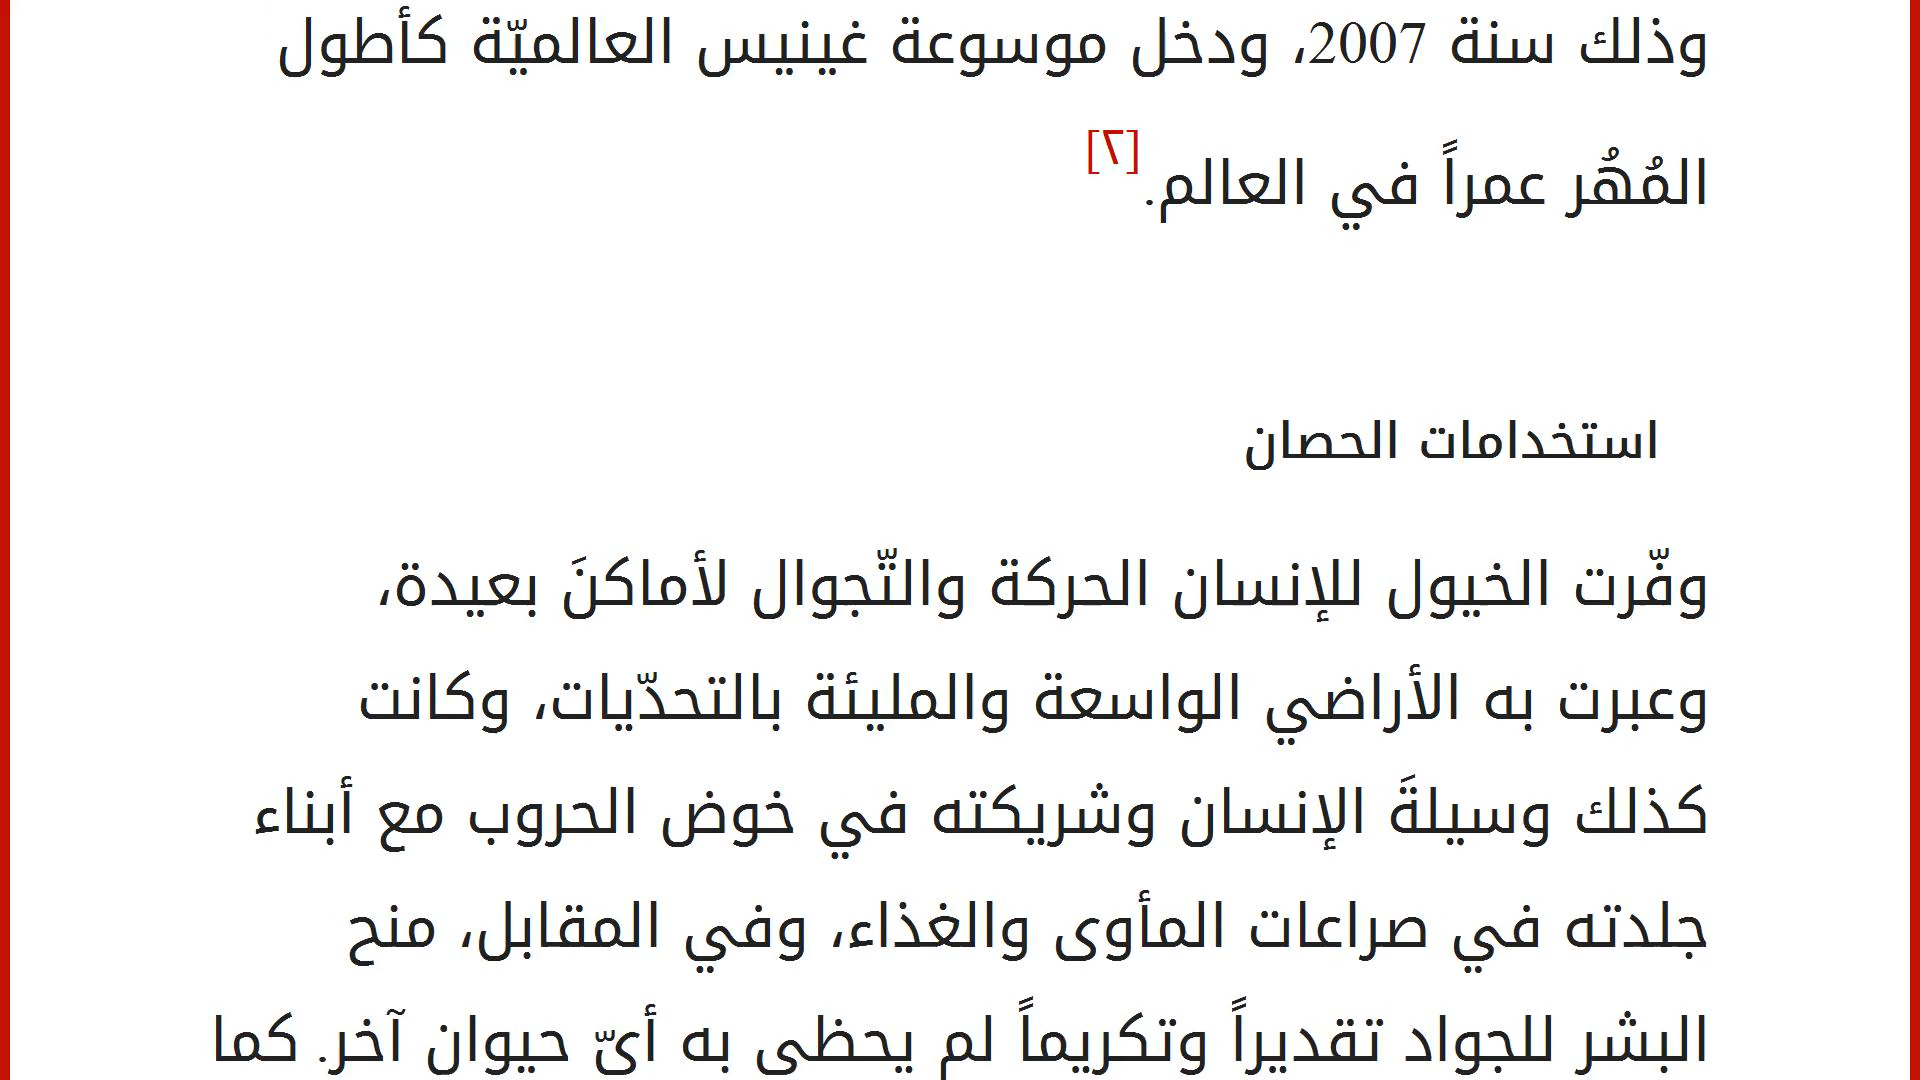 وذلك سنة 2007، ودخل موسوعة غينيس العالميّة كأطول
المُهُر عمراً في العالم.[٢]
استخدامات الحصان
وفّرت الخيول للإنسان الحركة والتّجوال لأماكنَ بعيدة،
وعبرت به الأراضي الواسعة والمليئة بالتحدّيات، وكانت
كذلك وسيلةَ الإنسان وشريكته في خوض الحروب مع أبناء
جلدته في صراعات المأوى والغذاء، وفي المقابل، منح
البشر للجواد تقديراً وتكريماً لم يحظى به أىّ حيوان آخر. كما